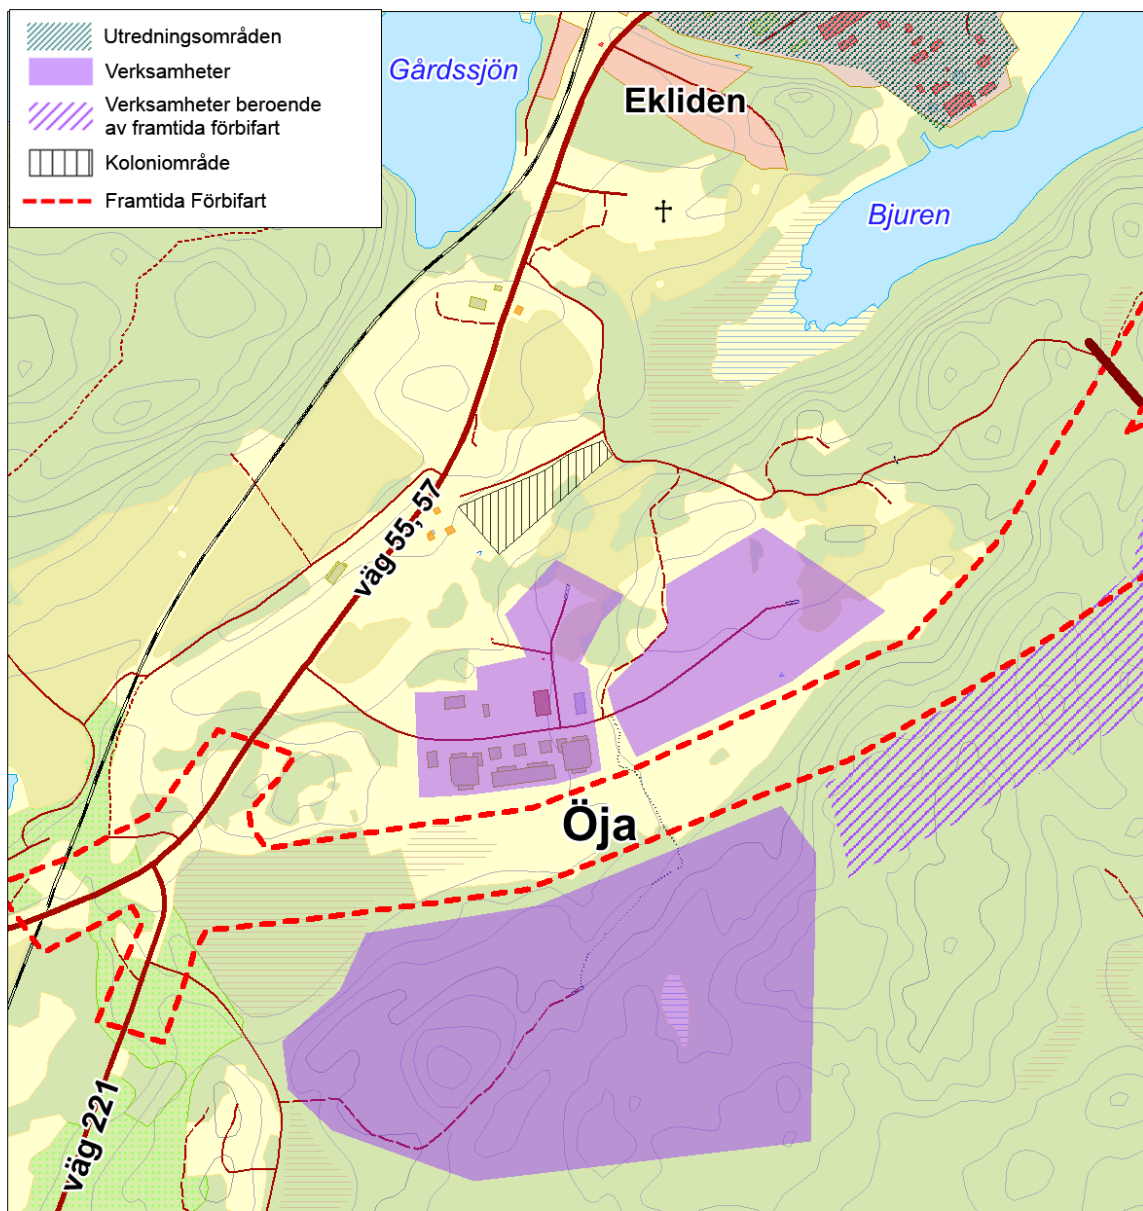 Utredningsområden
Verksamheter
Verksamheter beroende
av framtida förbifart
Koloniområde
Framtida Förbifart
Gårdssjön
Ekliden
Bjuren
väg 55, 57
Öja
väg 221